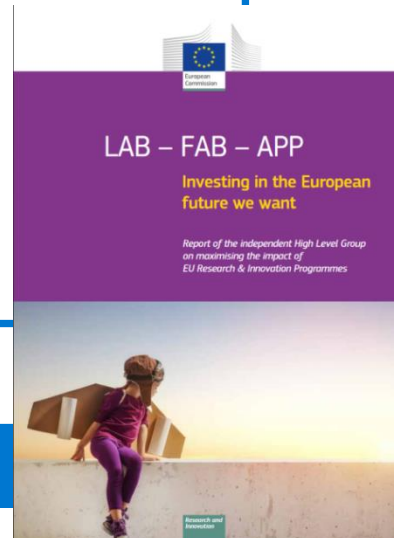 European
Commission
LAB – FAB – APP
Investing in the European
future we want
Report of the independent High Level Group
on maximising the impact of
EU Research & Innovation Programmes
Research and
Innovation